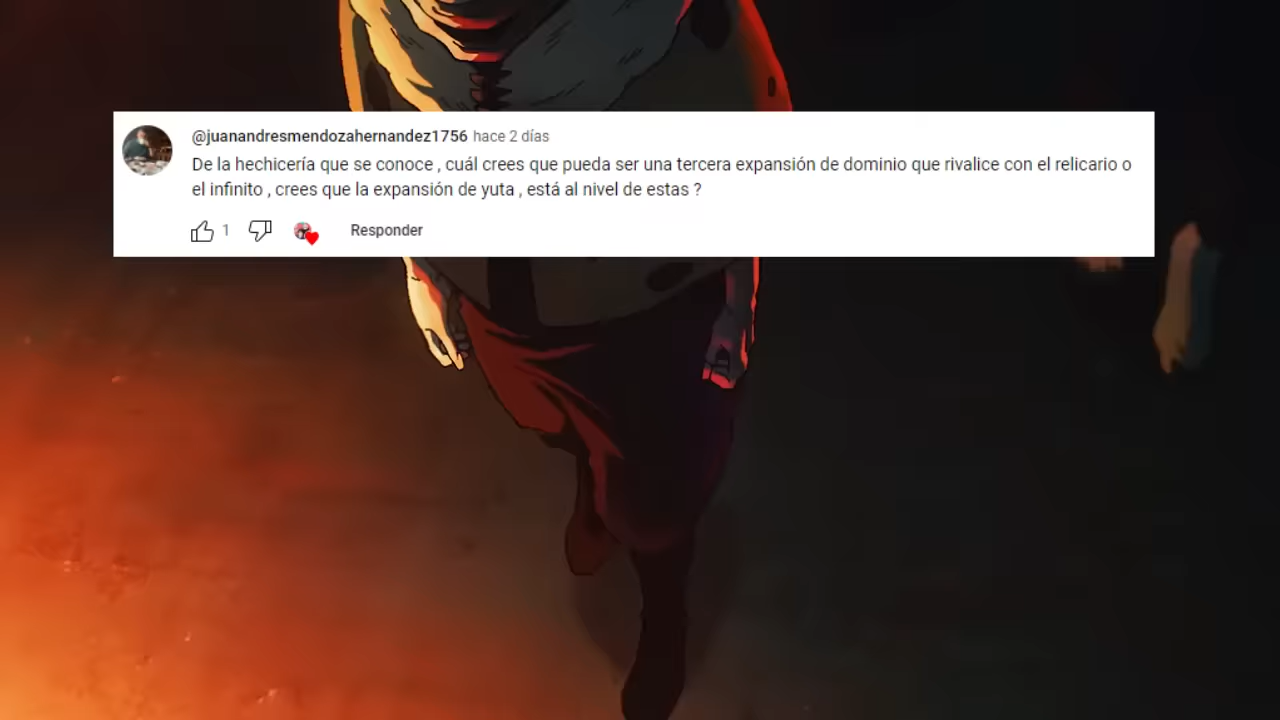 @juanandresmendozahernandez1756 hace 2 días
De la hechicería que se conoce , cuál crees que pueda ser una tercera expansión de dominio que rivalice con el relicario o
el infinito , crees que la expansión de yuta , está al nivel de estas ?
1 Responder